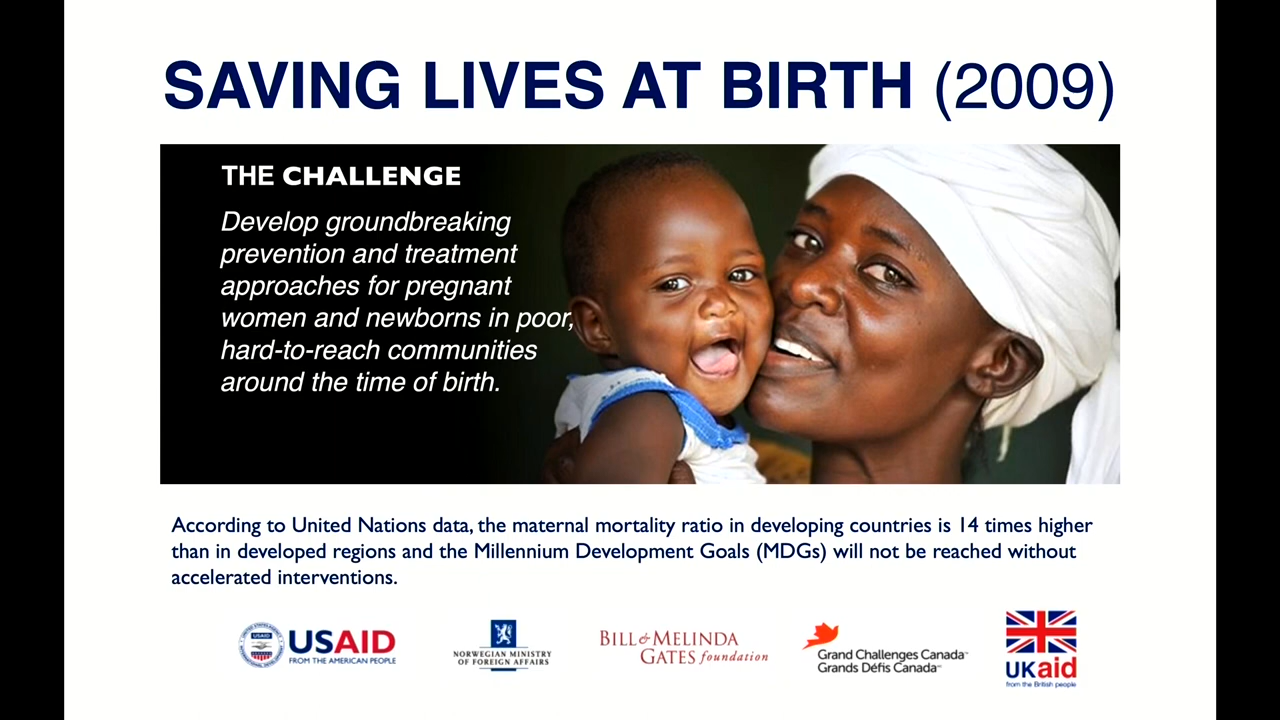 SAVING LIVES AT BIRTH (2009)
THE CHALLENGE
Develop groundbreaking
prevention and treatment
approaches for pregnant
women and newborns in poor,
hard-to-reach communities
around the time of birth.
According to United Nations data, the maternal mortality ratio in developing countries is 14 times higher
than in developed regions and the Millennium Development Goals (MDGs) will not be reached without
accelerated interventions.
USAID
USAID
FROM THE AMERICAN PEOPLE
NORWEGIAN MINISTRY
OF FOREIGN AFFAIRS
BILL & MELINDA
GATES foundation
Grand Challenges Canada™
Grands Défis Canada™
UKaid
from the British people